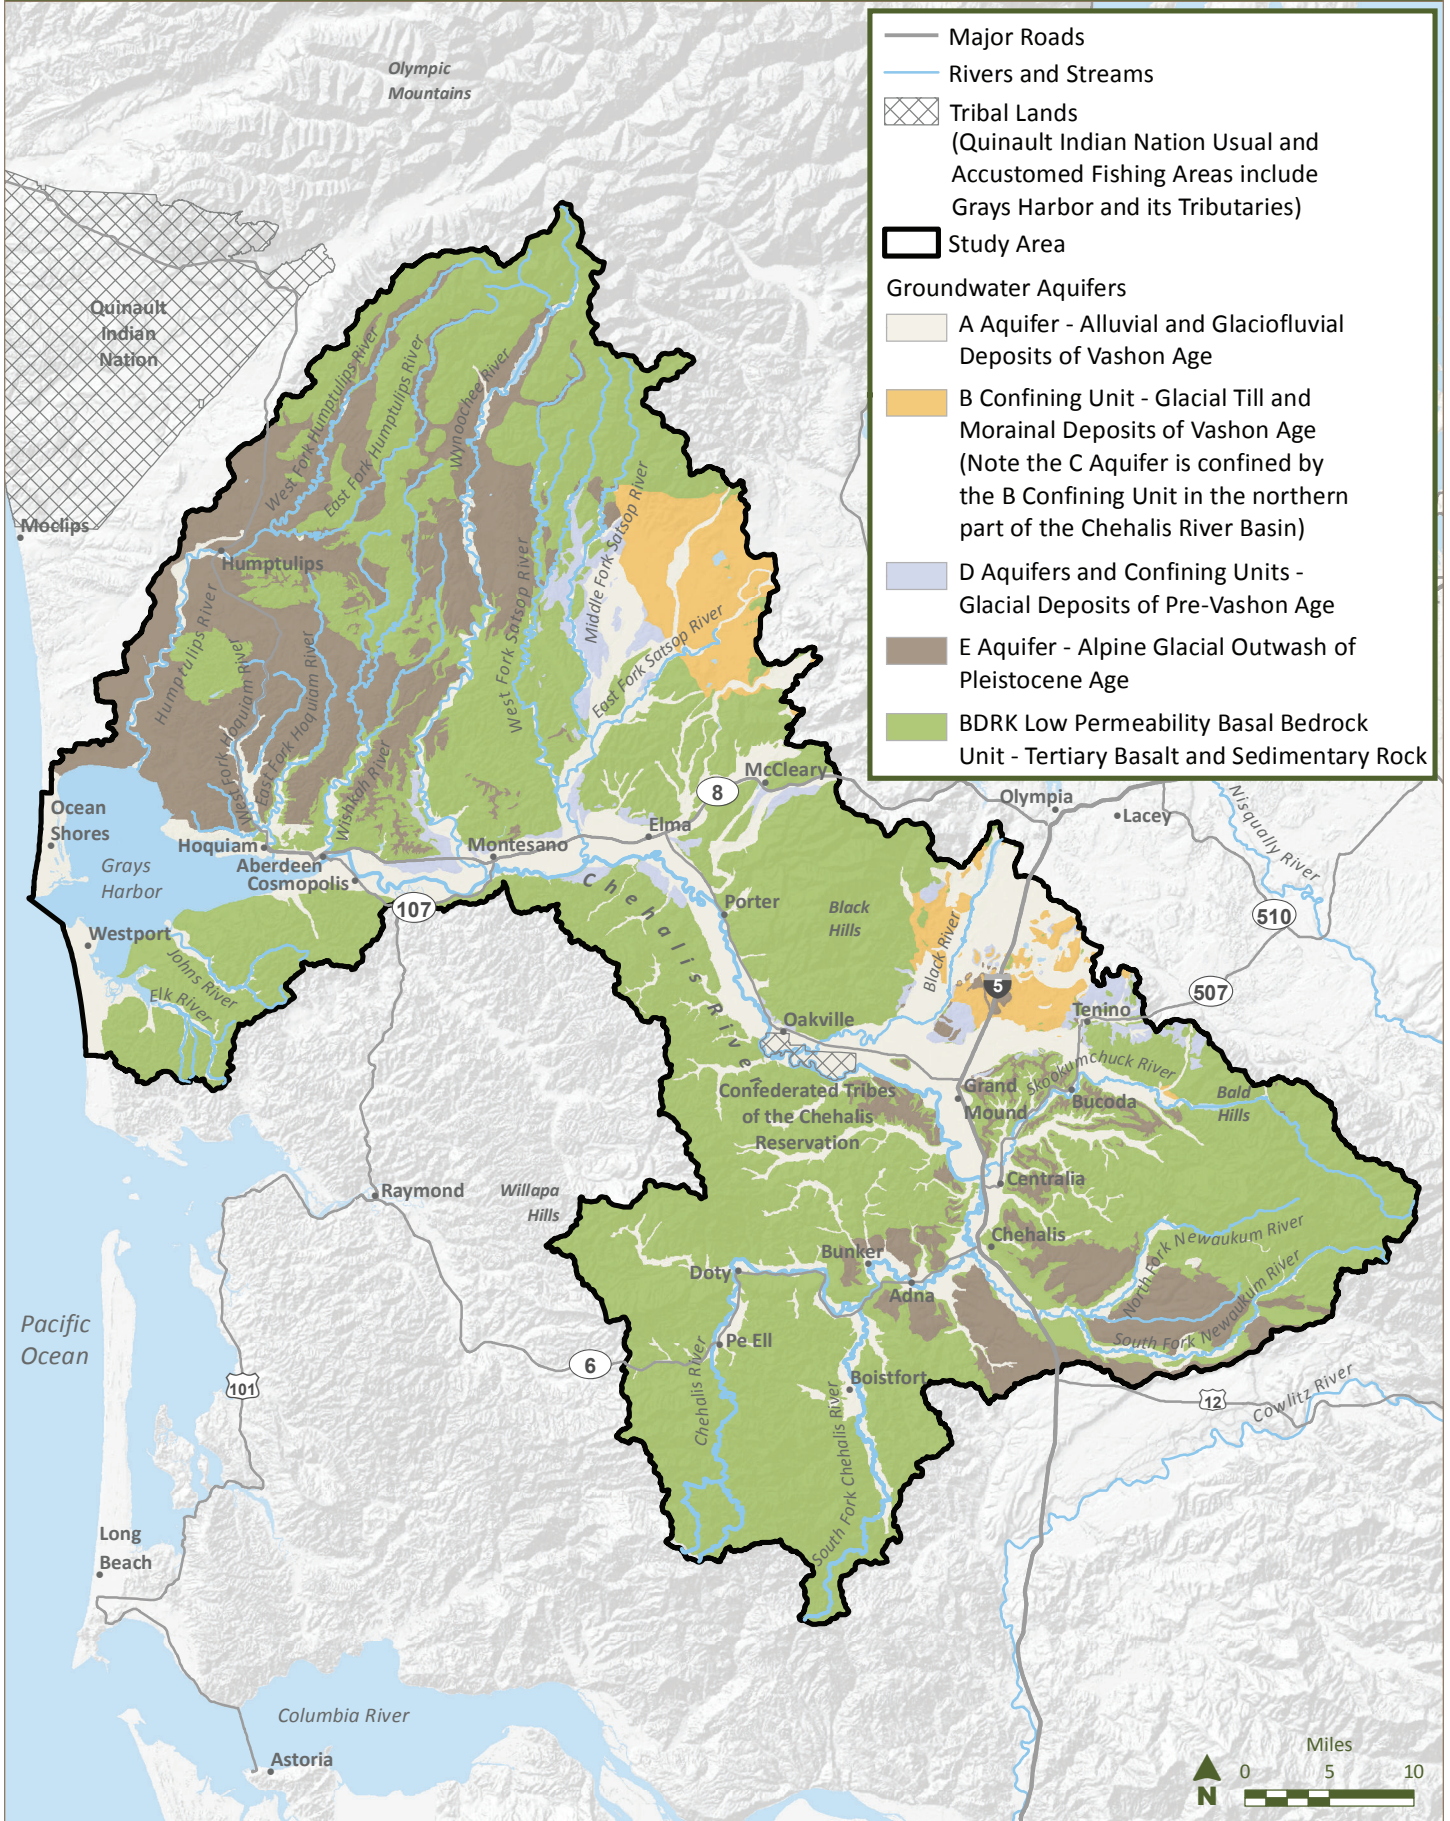 Major Roads
Rivers and Streams
Tribal Lands
(Quinault Indian Nation Usual and
Accustomed Fishing Areas include
Grays Harbor and its Tributaries)
Study Area
Groundwater Aquifers
A Aquifer - Alluvial and Glaciofluvial
Deposits of Vashon Age
B Confining Unit - Glacial Till and
Morainal Deposits of Vashon Age
(Note the C Aquifer is confined by
the B Confining Unit in the northern
part of the Chehalis River Basin)
D Aquifers and Confining Units -
Glacial Deposits of Pre-Vashon Age
E Aquifer - Alpine Glacial Outwash of
Pleistocene Age
BDRK Low Permeability Basal Bedrock
Unit - Tertiary Basalt and Sedimentary Rock
Olympic
Mountains
Quinault
Indian
Nation
Moclips
West Fork Humptulips River
East Fork Humptulips River
Wynoochee River
Humptulips
Humptulips River
West Fork Hoquiam River
East Fork Hoquiam River
Wishkah River
West Fork Satsop River
Middle Fork Satsop River
East Fork Satsop River
McCleary
8
Elma
Montesano
Ocean
Shores
Grays
Harbor
Hoquiam
Aberdeen
Cosmopolis
107
Westport
Johns River
Elk River
Chehalis River
Porter
Black
Hills
Black River
Olympia
Lacey
Nisqually River
510
507
5
Tenino
Oakville
Confederated Tribes
of the Chehalis
Reservation
Grand
Mound
Skookumchuck River
Bucoda
Bald
Hills
Centralia
Chehalis
North Fork Newaukum River
South Fork Newaukum River
Raymond
Willapa
Hills
Doty
Bunker
Adna
Pe Ell
6
Boistfort
Chehalis River
South Fork Chehalis River
12
Cowlitz River
Pacific
Ocean
101
Long
Beach
Columbia River
Astoria
Miles
0 5 10
N